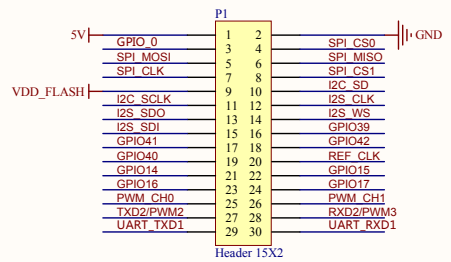 P1
5V 1 2 GND
GPIO_0 3 4 SPI_CS0
SPI_MOSI 5 6 SPI_MISO
SPI_CLK 7 8 SPI_CS1
VDD_FLASH 9 10 I2C_SD
I2C_SCLK 11 12 I2S_CLK
I2S_SDO 13 14 I2S_WS
I2S_SDI 15 16 GPIO39
GPIO41 17 18 GPIO42
GPIO40 19 20 REF_CLK
GPIO14 21 22 GPIO15
GPIO16 23 24 GPIO17
PWM_CH0 25 26 PWM_CH1
TXD2/PWM2 27 28 RXD2/PWM3
UART_TXD1 29 30 UART_RXD1
Header 15X2